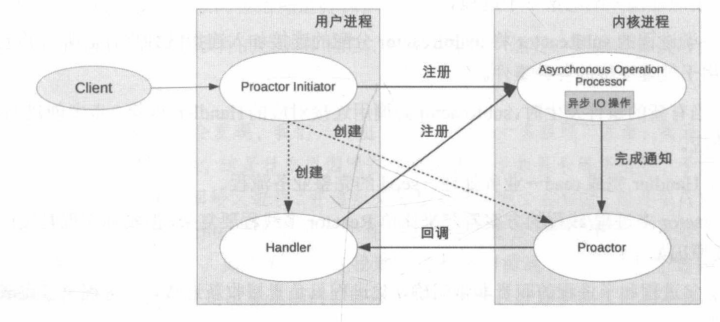 用户进程
内核进程
Client
Proactor Initiator
注册
Asynchronous Operation
Processor
异步 IO 操作
创建
注册
创建
完成通知
Handler
回调
Proactor